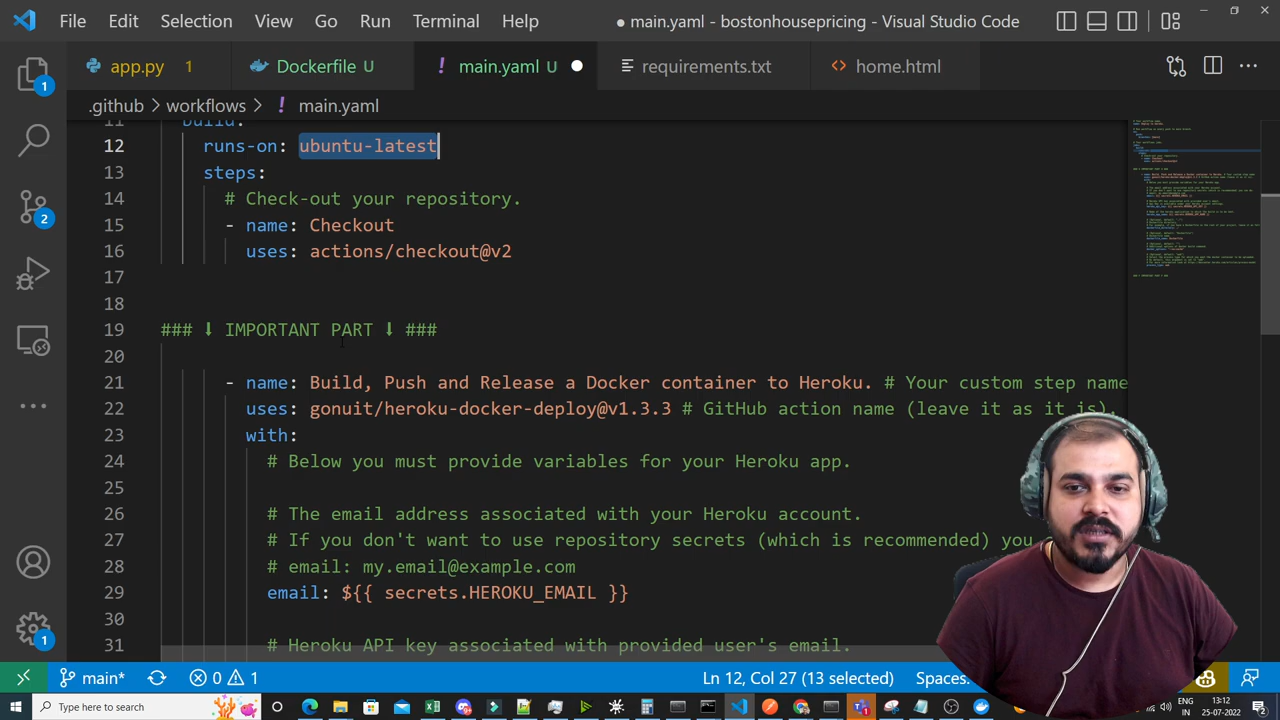 File Edit Selection View Go Run Terminal Help
main.yaml - bostonhousepricing - Visual Studio Code
app.py 1 Dockerfile U ! main.yaml U requirements.txt <> home.html
.github > workflows > ! main.yaml
11 build:
12 runs-on: ubuntu-latest
13 steps:
14 # Check-out your repository.
15 - name: Checkout
16 uses: actions/checkout@v2
17
18
19 ### ⬇ IMPORTANT PART ⬇ ###
20
21 - name: Build, Push and Release a Docker container to Heroku. # Your custom step name
22 uses: gonuit/heroku-docker-deploy@v1.3.3 # GitHub action name (leave it as it is).
23 with:
24 # Below you must provide variables for your Heroku app.
25
26 # The email address associated with your Heroku account.
27 # If you don't want to use repository secrets (which is recommended) you
28 # email: my.email@example.com
29 email: ${{ secrets.HEROKU_EMAIL }}
30
31 # Heroku API key associated with provided user's email.
1
2
1
main* 0 1 Ln 12, Col 27 (13 selected) Spaces:
Type here to search
ENG
IN
13:12
25-07-2022